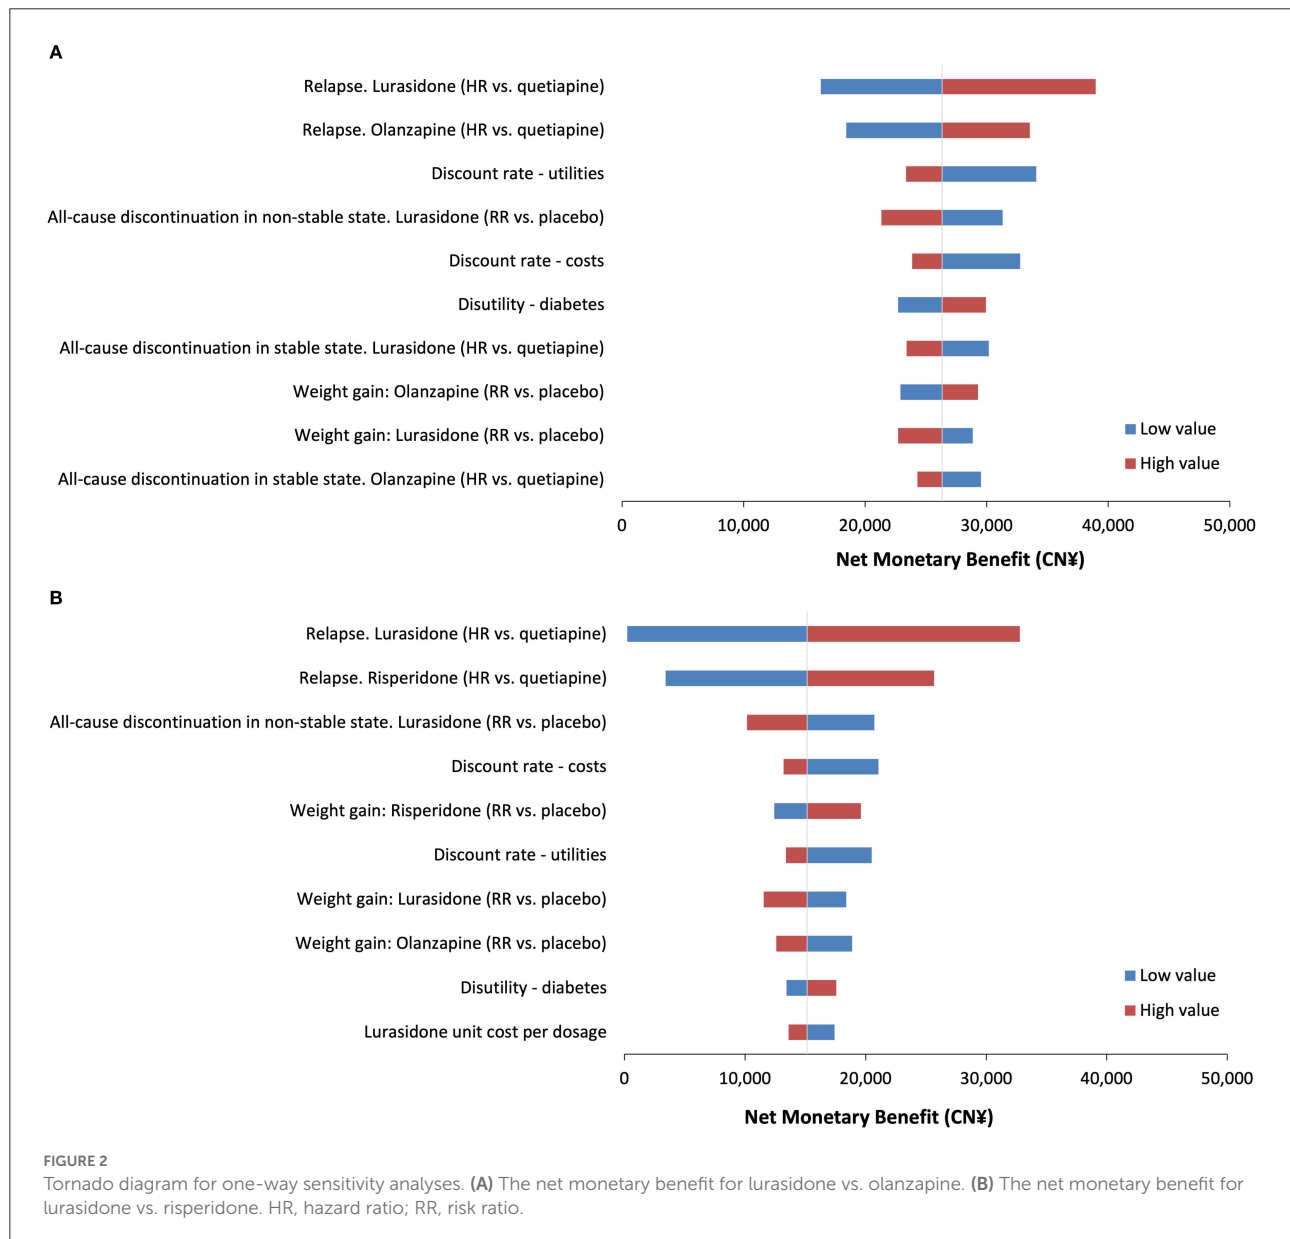 A
Relapse. Lurasidone (HR vs. quetiapine)
Relapse. Olanzapine (HR vs. quetiapine)
Discount rate - utilities
All-cause discontinuation in non-stable state. Lurasidone (RR vs. placebo)
Discount rate - costs
Disutility - diabetes
All-cause discontinuation in stable state. Lurasidone (HR vs. quetiapine)
Weight gain: Olanzapine (RR vs. placebo)
Weight gain: Lurasidone (RR vs. placebo)
All-cause discontinuation in stable state. Olanzapine (HR vs. quetiapine)
Low value
High value
0 10,000 20,000 30,000 40,000 50,000
Net Monetary Benefit (CN¥)
B
Relapse. Lurasidone (HR vs. quetiapine)
Relapse. Risperidone (HR vs. quetiapine)
All-cause discontinuation in non-stable state. Lurasidone (RR vs. placebo)
Discount rate - costs
Weight gain: Risperidone (RR vs. placebo)
Discount rate - utilities
Weight gain: Lurasidone (RR vs. placebo)
Weight gain: Olanzapine (RR vs. placebo)
Disutility - diabetes
Lurasidone unit cost per dosage
Low value
High value
0 10,000 20,000 30,000 40,000 50,000
Net Monetary Benefit (CN¥)
FIGURE 2
Tornado diagram for one-way sensitivity analyses. (A) The net monetary benefit for lurasidone vs. olanzapine. (B) The net monetary benefit for
lurasidone vs. risperidone. HR, hazard ratio; RR, risk ratio.